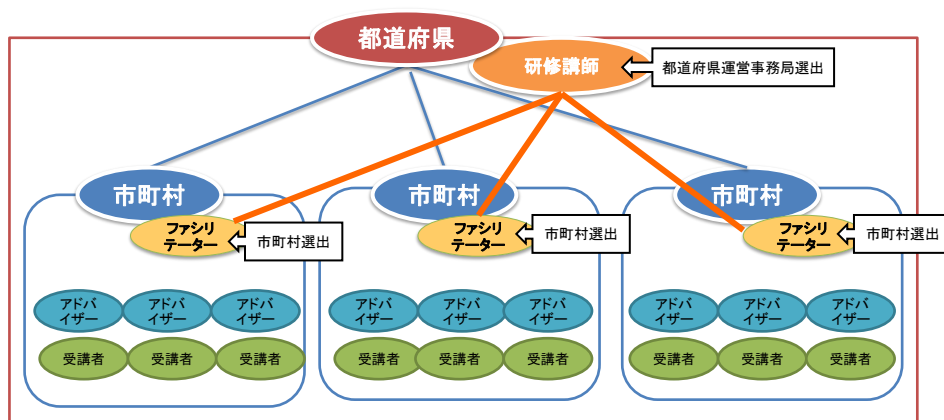 都道府県
研修講師
都道府県運営事務局選出
市町村
市町村
市町村
ファシリ
テーター
市町村選出
ファシリ
テーター
市町村選出
ファシリ
テーター
市町村選出
アドバ
イザー
アドバ
イザー
アドバ
イザー
アドバ
イザー
アドバ
イザー
アドバ
イザー
アドバ
イザー
アドバ
イザー
アドバ
イザー
受講者
受講者
受講者
受講者
受講者
受講者
受講者
受講者
受講者